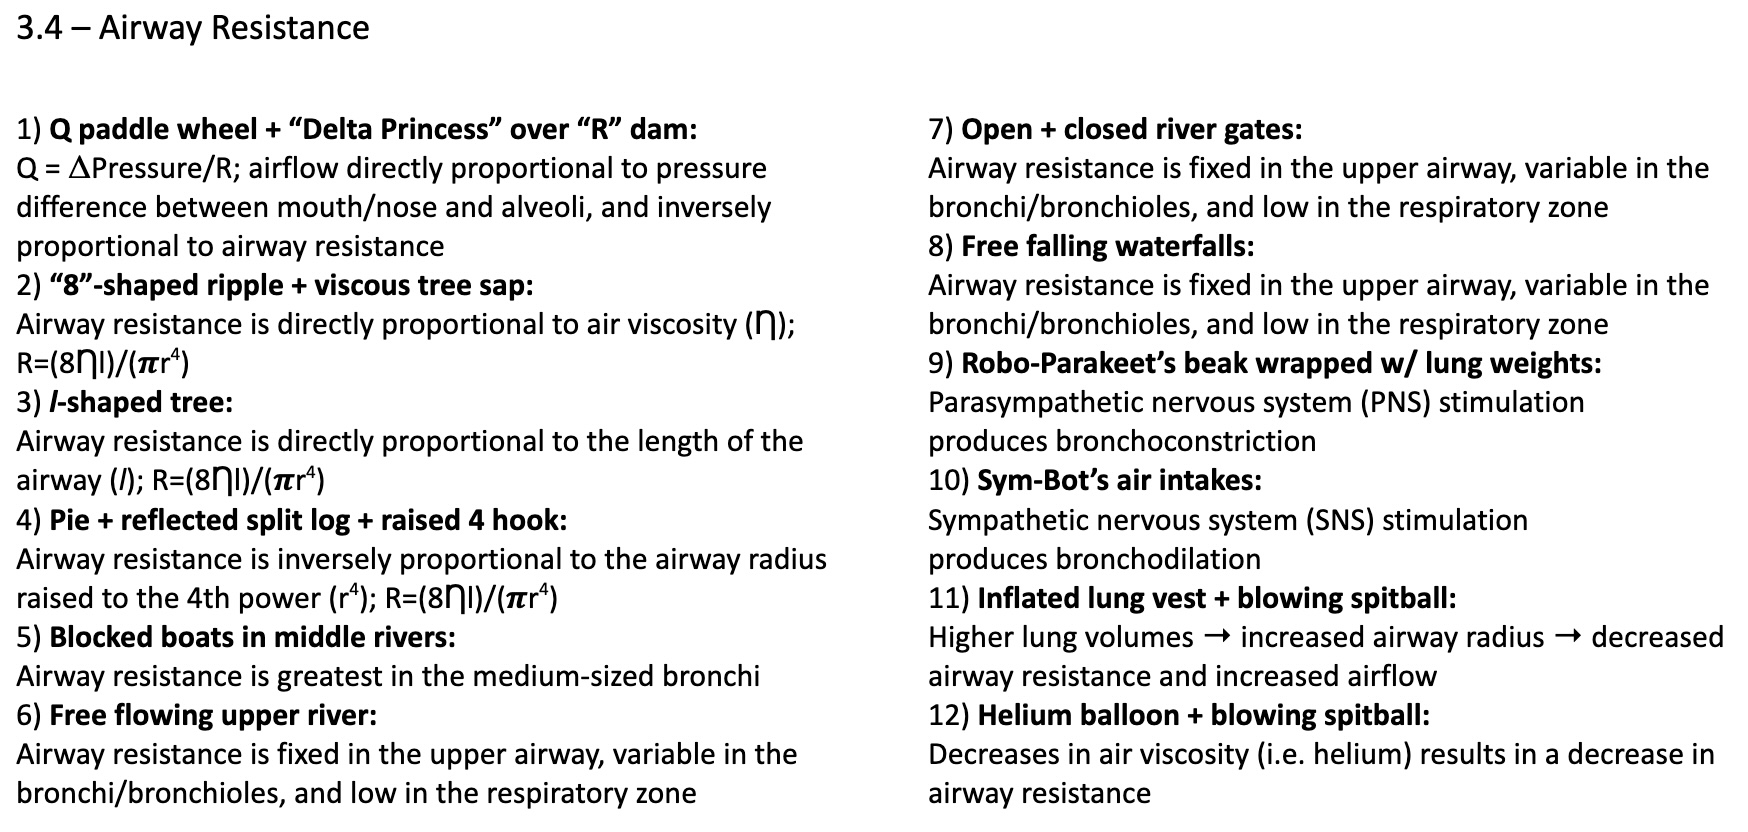 3.4 – Airway Resistance
1) Q paddle wheel + “Delta Princess” over “R” dam:
Q = ΔPressure/R; airflow directly proportional to pressure
difference between mouth/nose and alveoli, and inversely
proportional to airway resistance
2) “8”-shaped ripple + viscous tree sap:
Airway resistance is directly proportional to air viscosity (Ƞ);
R=(8Ƞl)/(πr⁴)
3) l-shaped tree:
Airway resistance is directly proportional to the length of the
airway (l); R=(8Ƞl)/(πr⁴)
4) Pie + reflected split log + raised 4 hook:
Airway resistance is inversely proportional to the airway radius
raised to the 4th power (r⁴); R=(8Ƞl)/(πr⁴)
5) Blocked boats in middle rivers:
Airway resistance is greatest in the medium-sized bronchi
6) Free flowing upper river:
Airway resistance is fixed in the upper airway, variable in the
bronchi/bronchioles, and low in the respiratory zone
7) Open + closed river gates:
Airway resistance is fixed in the upper airway, variable in the
bronchi/bronchioles, and low in the respiratory zone
8) Free falling waterfalls:
Airway resistance is fixed in the upper airway, variable in the
bronchi/bronchioles, and low in the respiratory zone
9) Robo-Parakeet’s beak wrapped w/ lung weights:
Parasympathetic nervous system (PNS) stimulation
produces bronchoconstriction
10) Sym-Bot’s air intakes:
Sympathetic nervous system (SNS) stimulation
produces bronchodilation
11) Inflated lung vest + blowing spitball:
Higher lung volumes → increased airway radius → decreased
airway resistance and increased airflow
12) Helium balloon + blowing spitball:
Decreases in air viscosity (i.e. helium) results in a decrease in
airway resistance